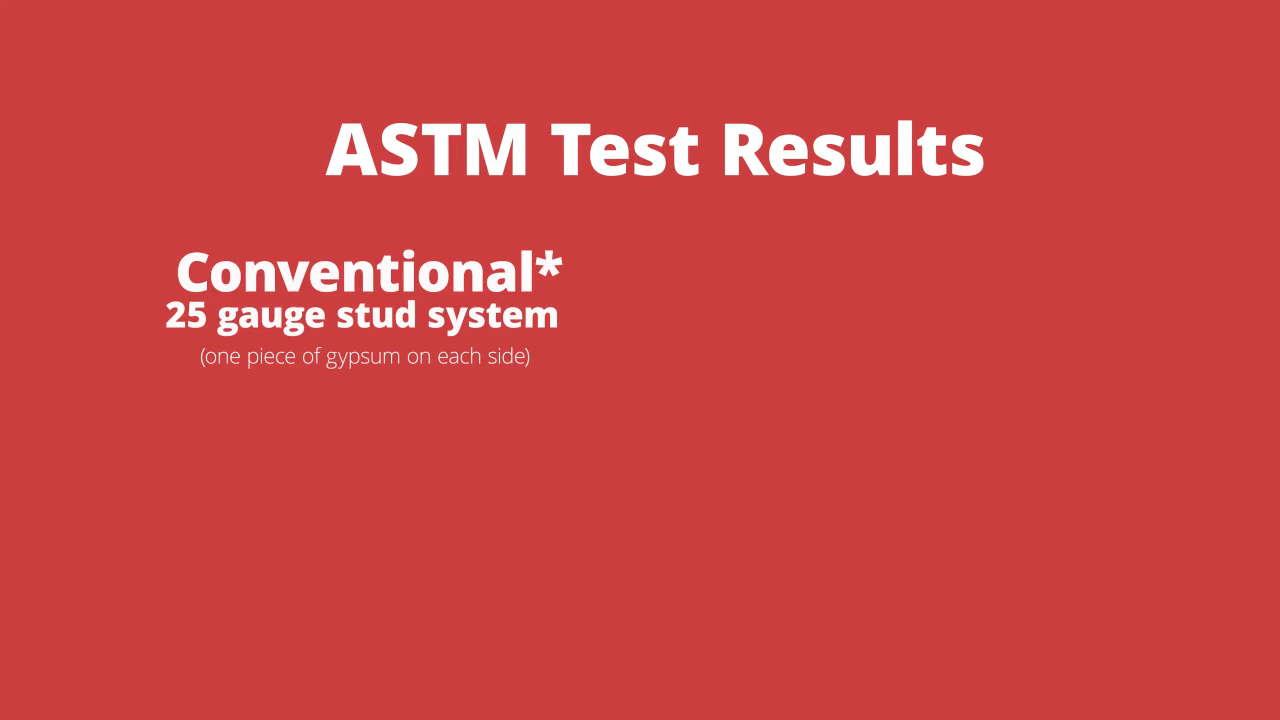 ASTM Test Results
Conventional*
25 gauge stud system
(one piece of gypsum on each side)